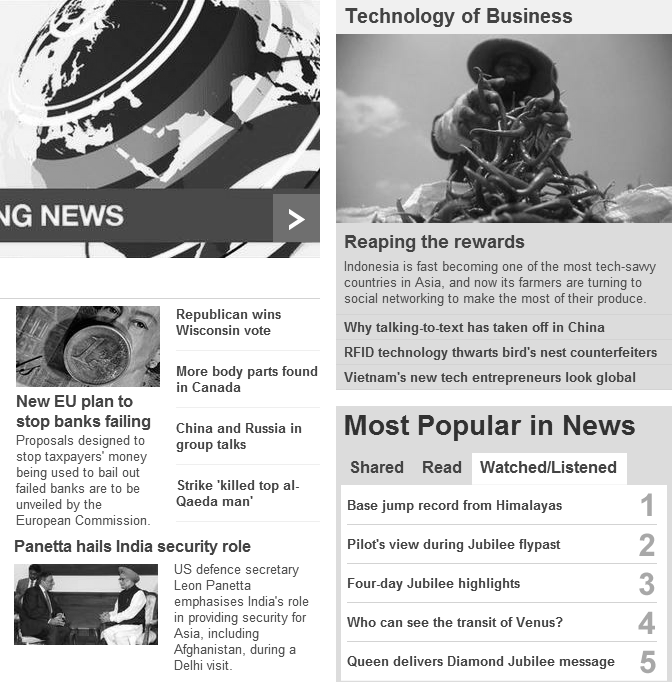 NG NEWS
Republican wins
Wisconsin vote
More body parts found
in Canada
China and Russia in
group talks
Strike 'killed top al-
Qaeda man'
New EU plan to
stop banks failing
Proposals designed to
stop taxpayers' money
being used to bail out
failed banks are to be
unveiled by the
European Commission.
Panetta hails India security role
US defence secretary
Leon Panetta
emphasises India's role
in providing security for
Asia, including
Afghanistan, during a
Delhi visit.
Technology of Business
Reaping the rewards
Indonesia is fast becoming one of the most tech-savvy
countries in Asia, and now its farmers are turning to
social networking to make the most of their produce.
Why talking-to-text has taken off in China
RFID technology thwarts bird's nest counterfeiters
Vietnam's new tech entrepreneurs look global
Most Popular in News
Shared Read Watched/Listened
Base jump record from Himalayas 1
Pilot's view during Jubilee flypast 2
Four-day Jubilee highlights 3
Who can see the transit of Venus? 4
Queen delivers Diamond Jubilee message 5